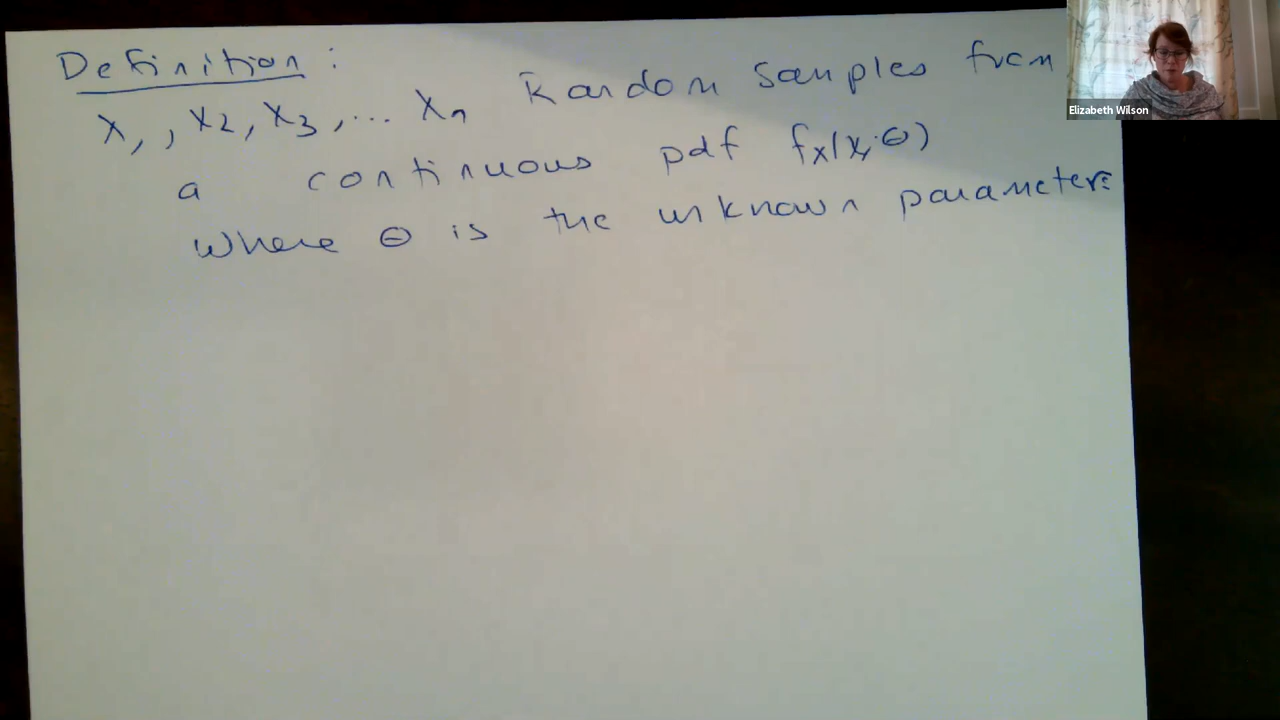 Definition:
X1, X2, X3, ... Xn Random samples from
a continuous pdf fX(x;θ)
where θ is the unknown parameter
Elizabeth Wilson